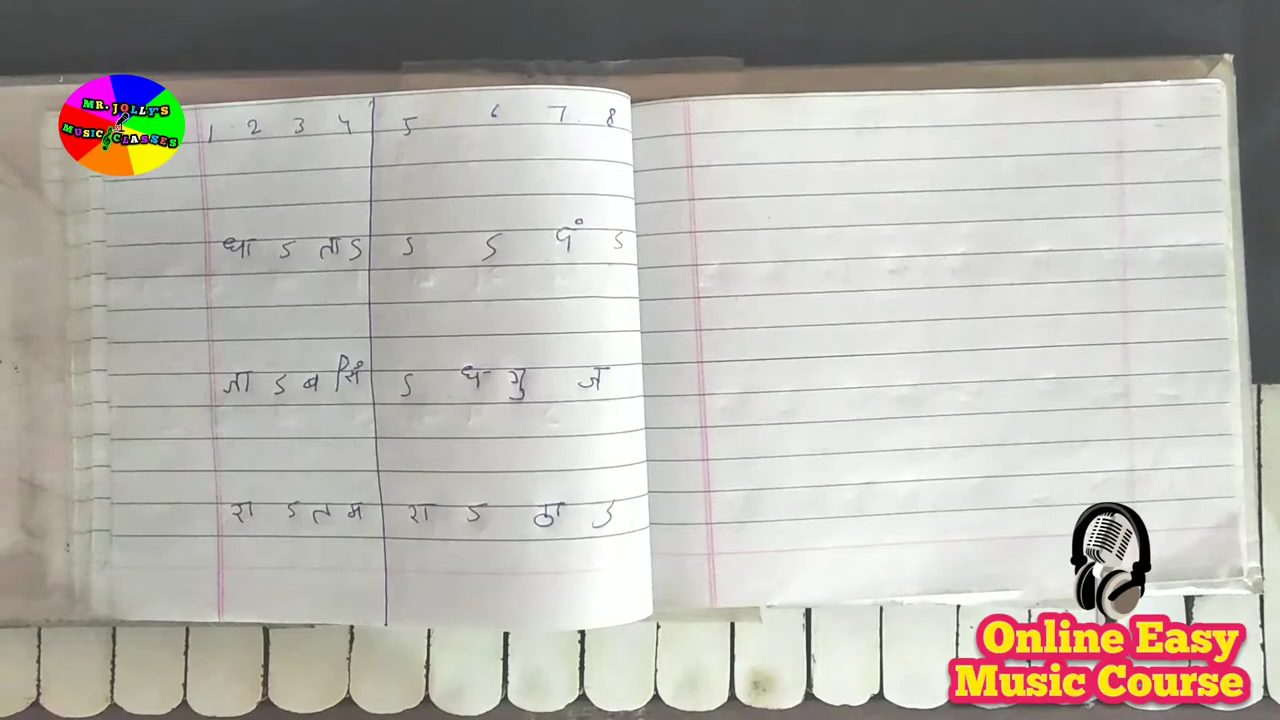 MR. JOLLY'S
MUSIC CLASSES
1 2 3 4 5 6 7 8
धा ऽ ता ऽ ऽ ऽ पं ऽ
जा ऽ ब सिं ऽ ध गु ज
रा ऽ त म रा ऽ ठा ऽ
Online Easy
Music Course